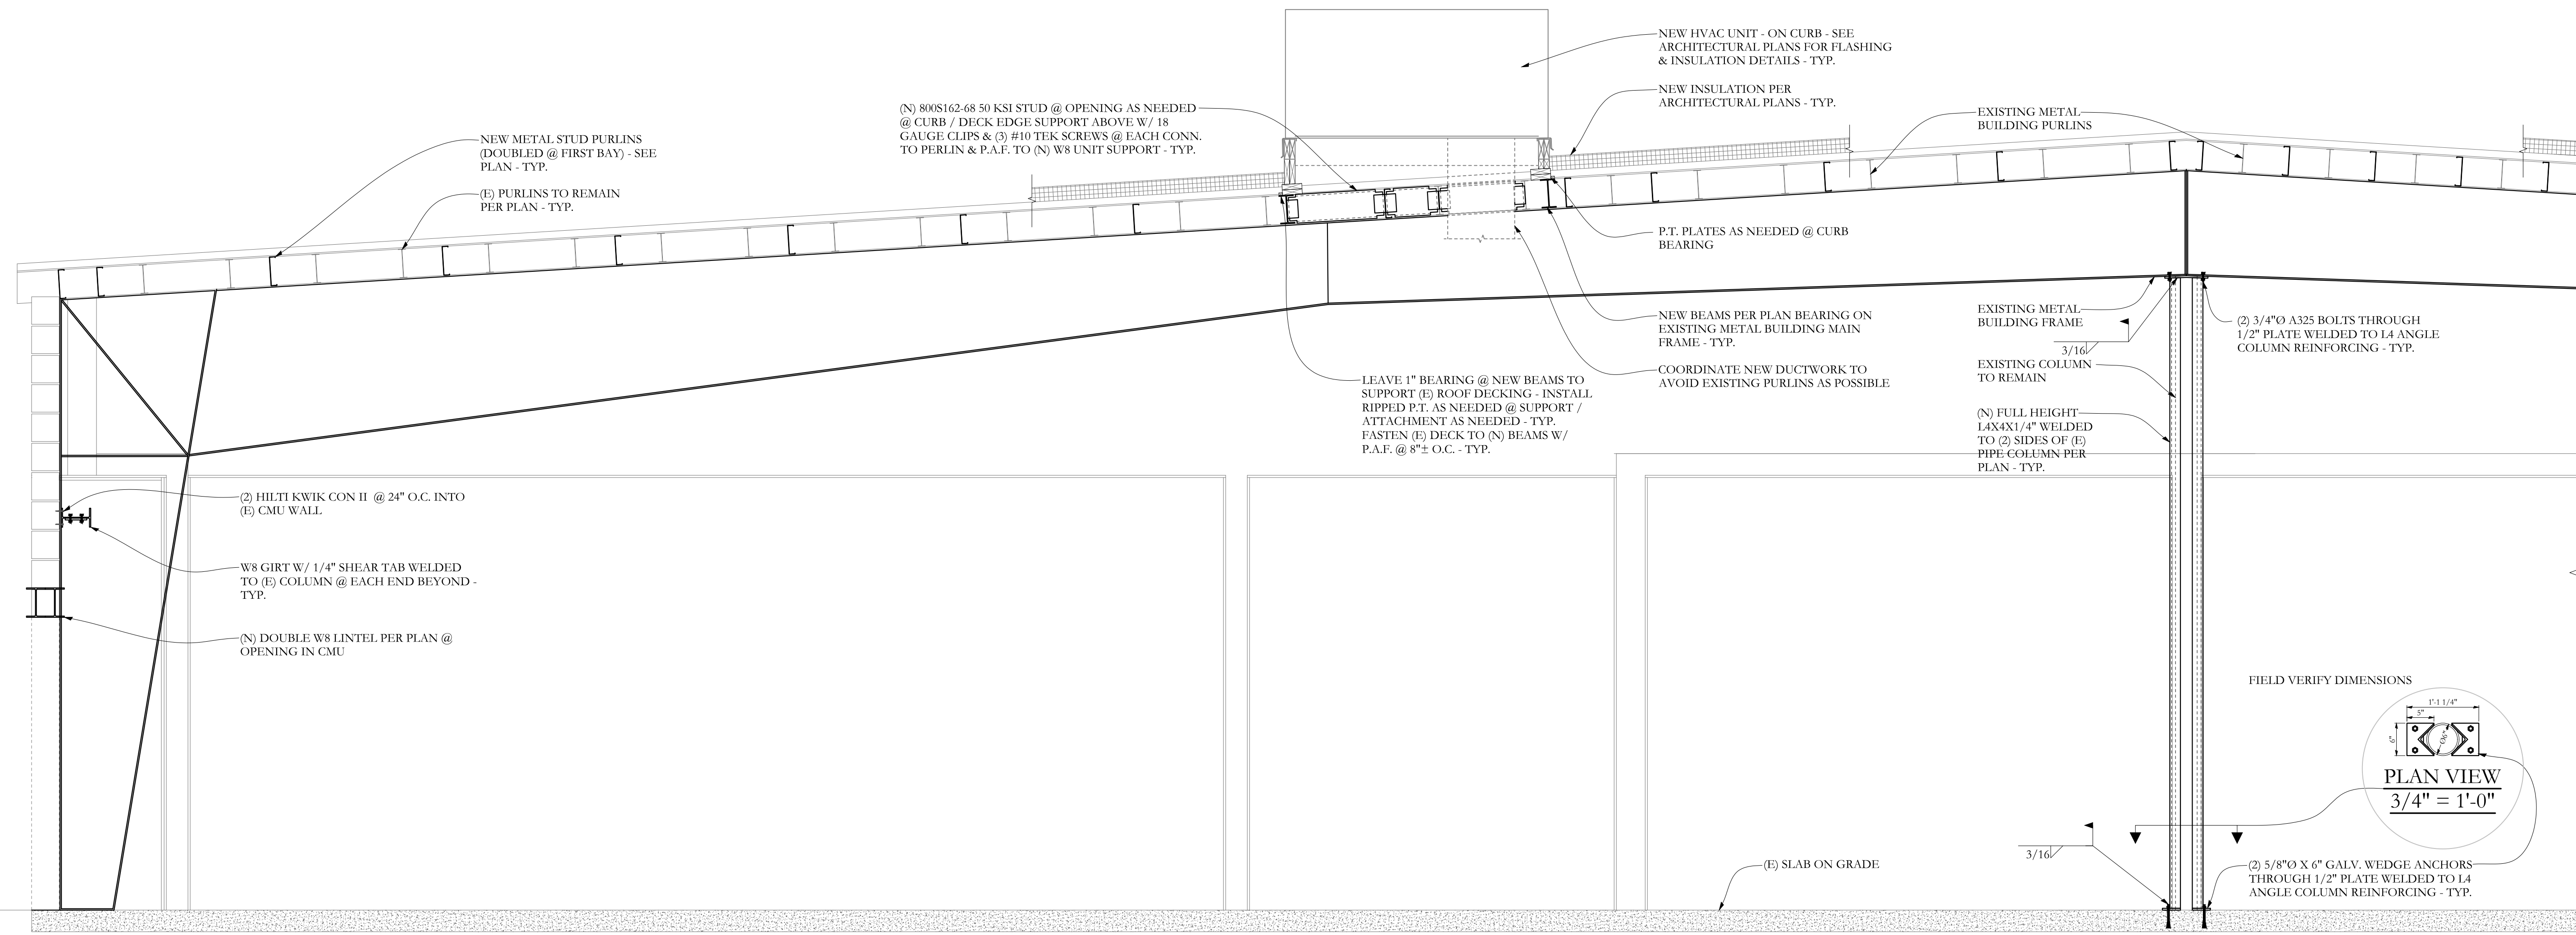 NEW HVAC UNIT - ON CURB - SEE
ARCHITECTURAL PLANS FOR FLASHING
& INSULATION DETAILS - TYP.
NEW INSULATION PER
ARCHITECTURAL PLANS - TYP.
(N) 800S162-68 50 KSI STUD @ OPENING AS NEEDED
@ CURB / DECK EDGE SUPPORT ABOVE W/ 18
GAUGE CLIPS & (3) #10 TEK SCREWS @ EACH CONN.
TO PERLIN & P.A.F. TO (N) W8 UNIT SUPPORT - TYP.
EXISTING METAL
BUILDING PURLINS
NEW METAL STUD PURLINS
(DOUBLED @ FIRST BAY) - SEE
PLAN - TYP.
(E) PURLINS TO REMAIN
PER PLAN - TYP.
P.T. PLATES AS NEEDED @ CURB
BEARING
NEW BEAMS PER PLAN BEARING ON
EXISTING METAL BUILDING MAIN
FRAME - TYP.
COORDINATE NEW DUCTWORK TO
AVOID EXISTING PURLINS AS POSSIBLE
LEAVE 1" BEARING @ NEW BEAMS TO
SUPPORT (E) ROOF DECKING - INSTALL
RIPPED P.T. AS NEEDED @ SUPPORT /
ATTACHMENT AS NEEDED - TYP.
FASTEN (E) DECK TO (N) BEAMS W/
P.A.F. @ 8"± O.C. - TYP.
EXISTING METAL
BUILDING FRAME
3/16
EXISTING COLUMN
TO REMAIN
(N) FULL HEIGHT
L4X4X1/4" WELDED
TO (2) SIDES OF (E)
PIPE COLUMN PER
PLAN - TYP.
(2) 3/4"Ø A325 BOLTS THROUGH
1/2" PLATE WELDED TO L4 ANGLE
COLUMN REINFORCING - TYP.
(2) HILTI KWIK CON II @ 24" O.C. INTO
(E) CMU WALL
W8 GIRT W/ 1/4" SHEAR TAB WELDED
TO (E) COLUMN @ EACH END BEYOND -
TYP.
(N) DOUBLE W8 LINTEL PER PLAN @
OPENING IN CMU
FIELD VERIFY DIMENSIONS
1'-1 1/4"
5"
6"
Ø6"
PLAN VIEW
3/4" = 1'-0"
3/16
(E) SLAB ON GRADE
(2) 5/8"Ø X 6" GALV. WEDGE ANCHORS
THROUGH 1/2" PLATE WELDED TO L4
ANGLE COLUMN REINFORCING - TYP.